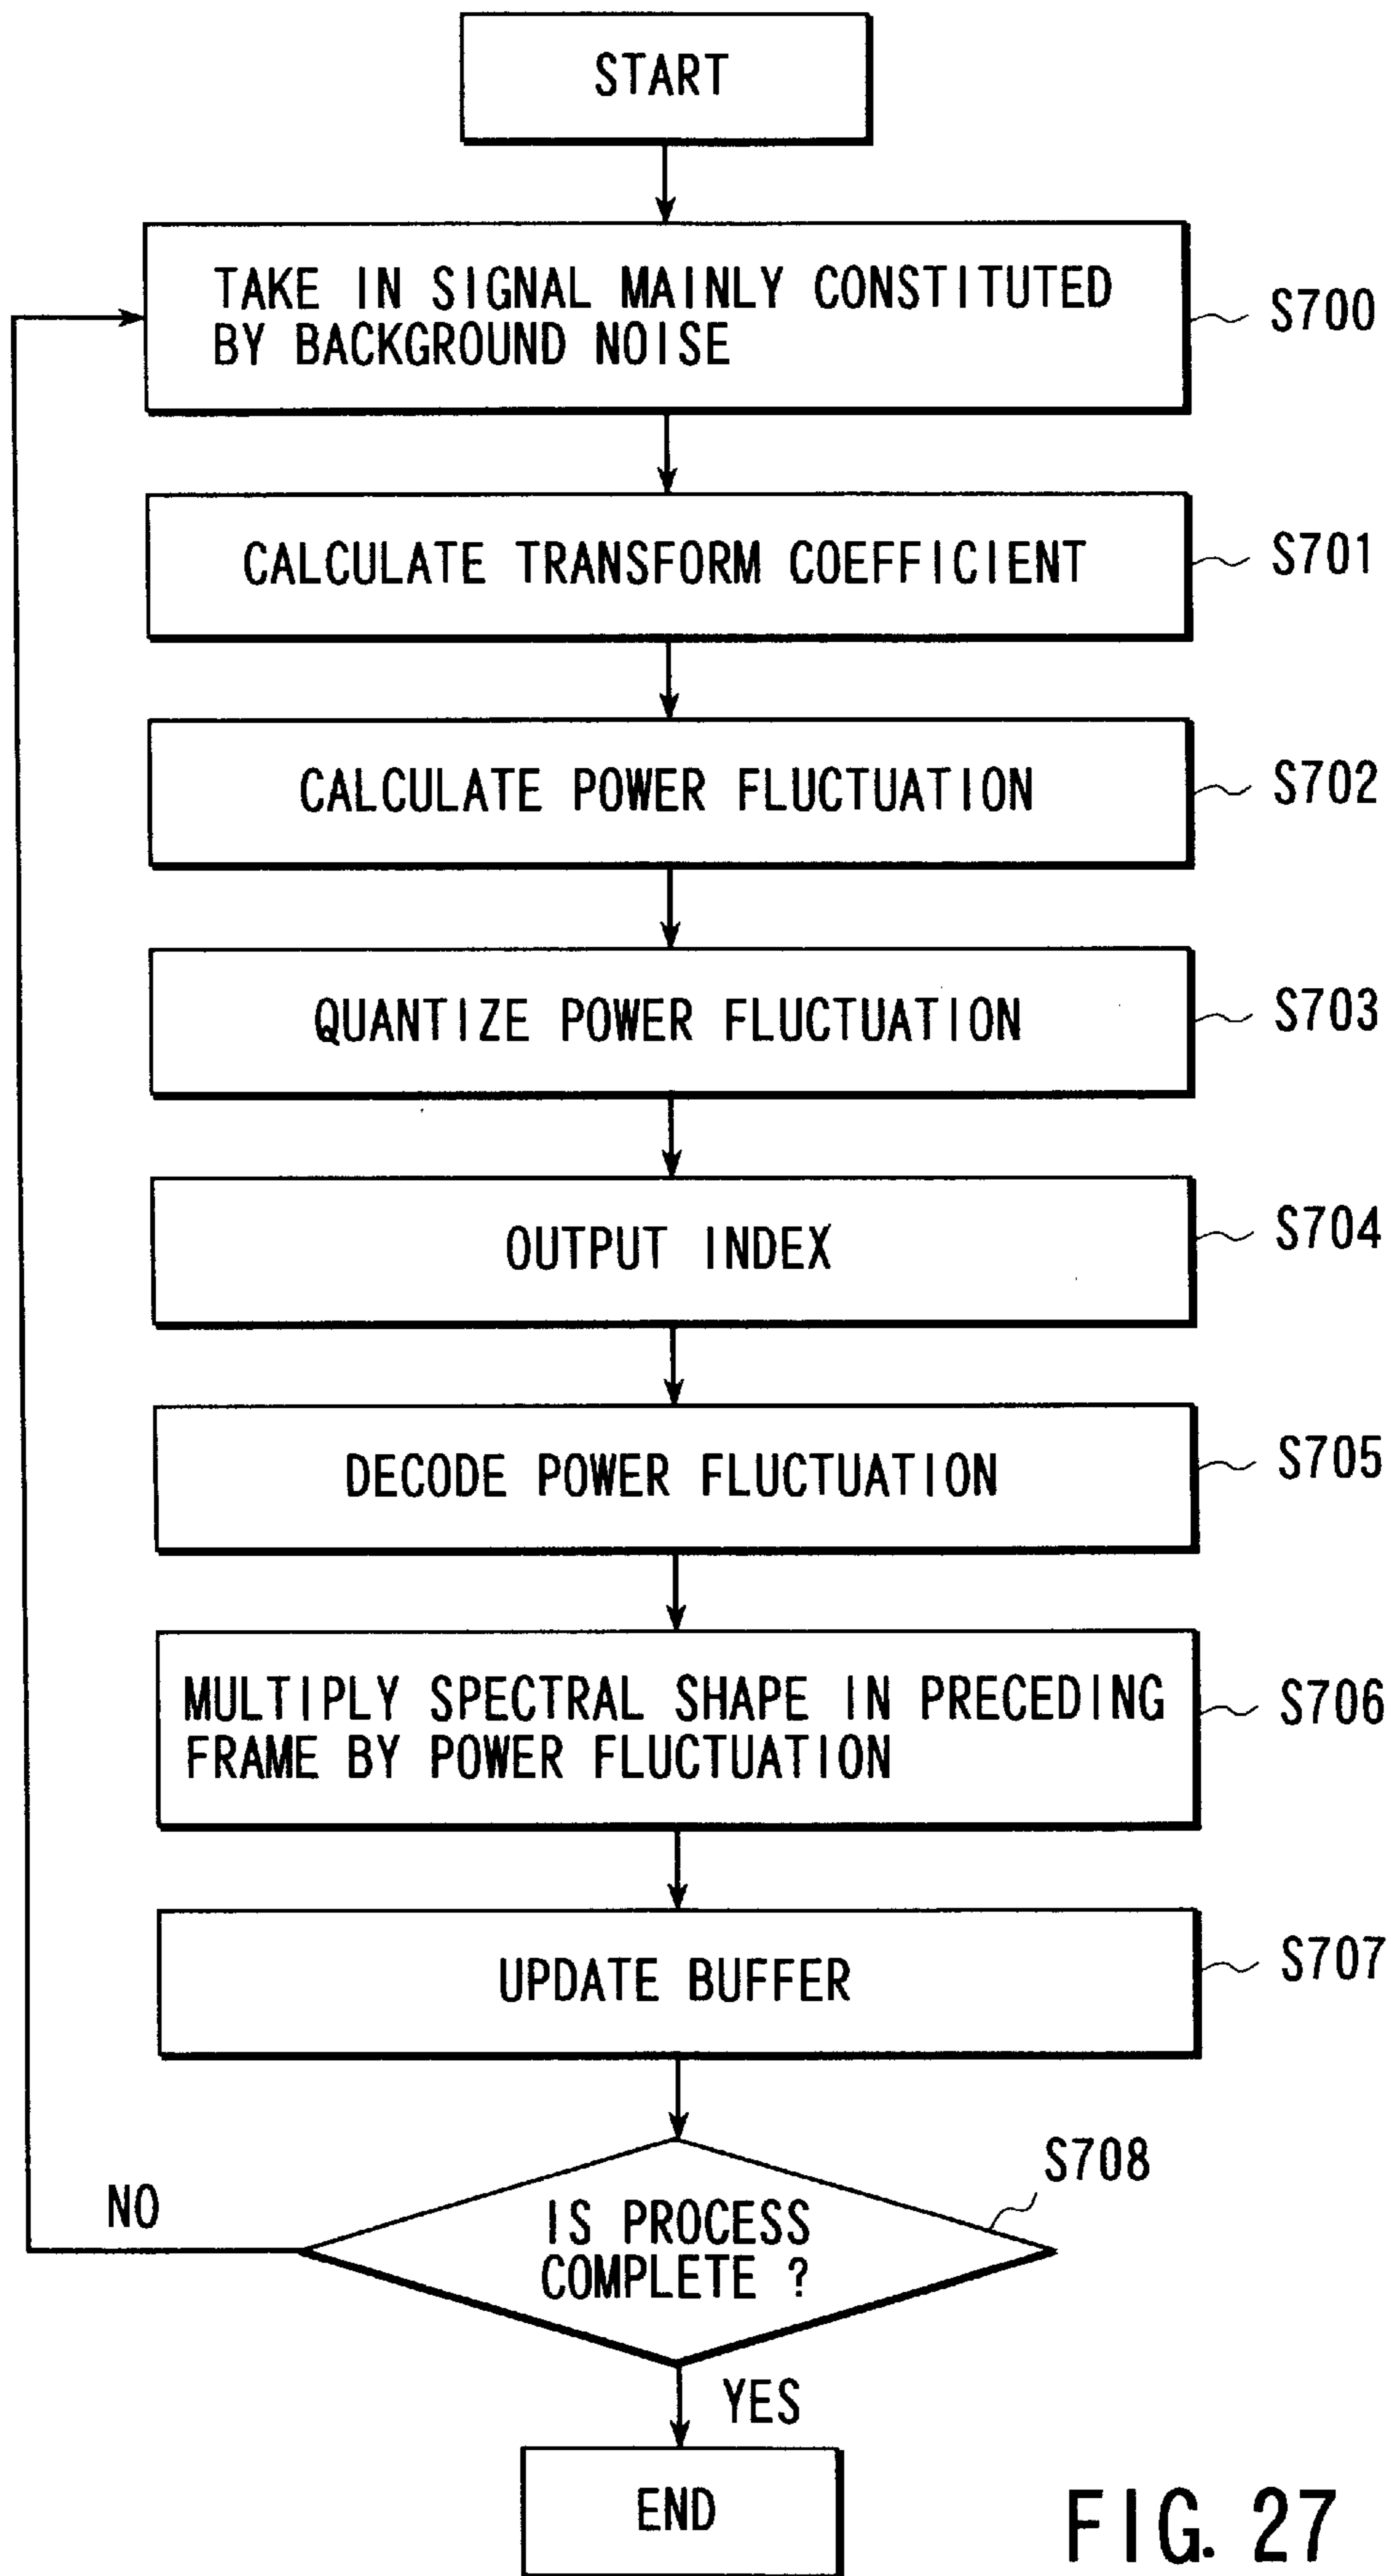 START
TAKE IN SIGNAL MAINLY CONSTITUTED
BY BACKGROUND NOISE
S700
CALCULATE TRANSFORM COEFFICIENT
S701
CALCULATE POWER FLUCTUATION
S702
QUANTIZE POWER FLUCTUATION
S703
OUTPUT INDEX
S704
DECODE POWER FLUCTUATION
S705
MULTIPLY SPECTRAL SHAPE IN PRECEDING
FRAME BY POWER FLUCTUATION
S706
UPDATE BUFFER
S707
S708
NO
IS PROCESS
COMPLETE ?
YES
END
FIG. 27